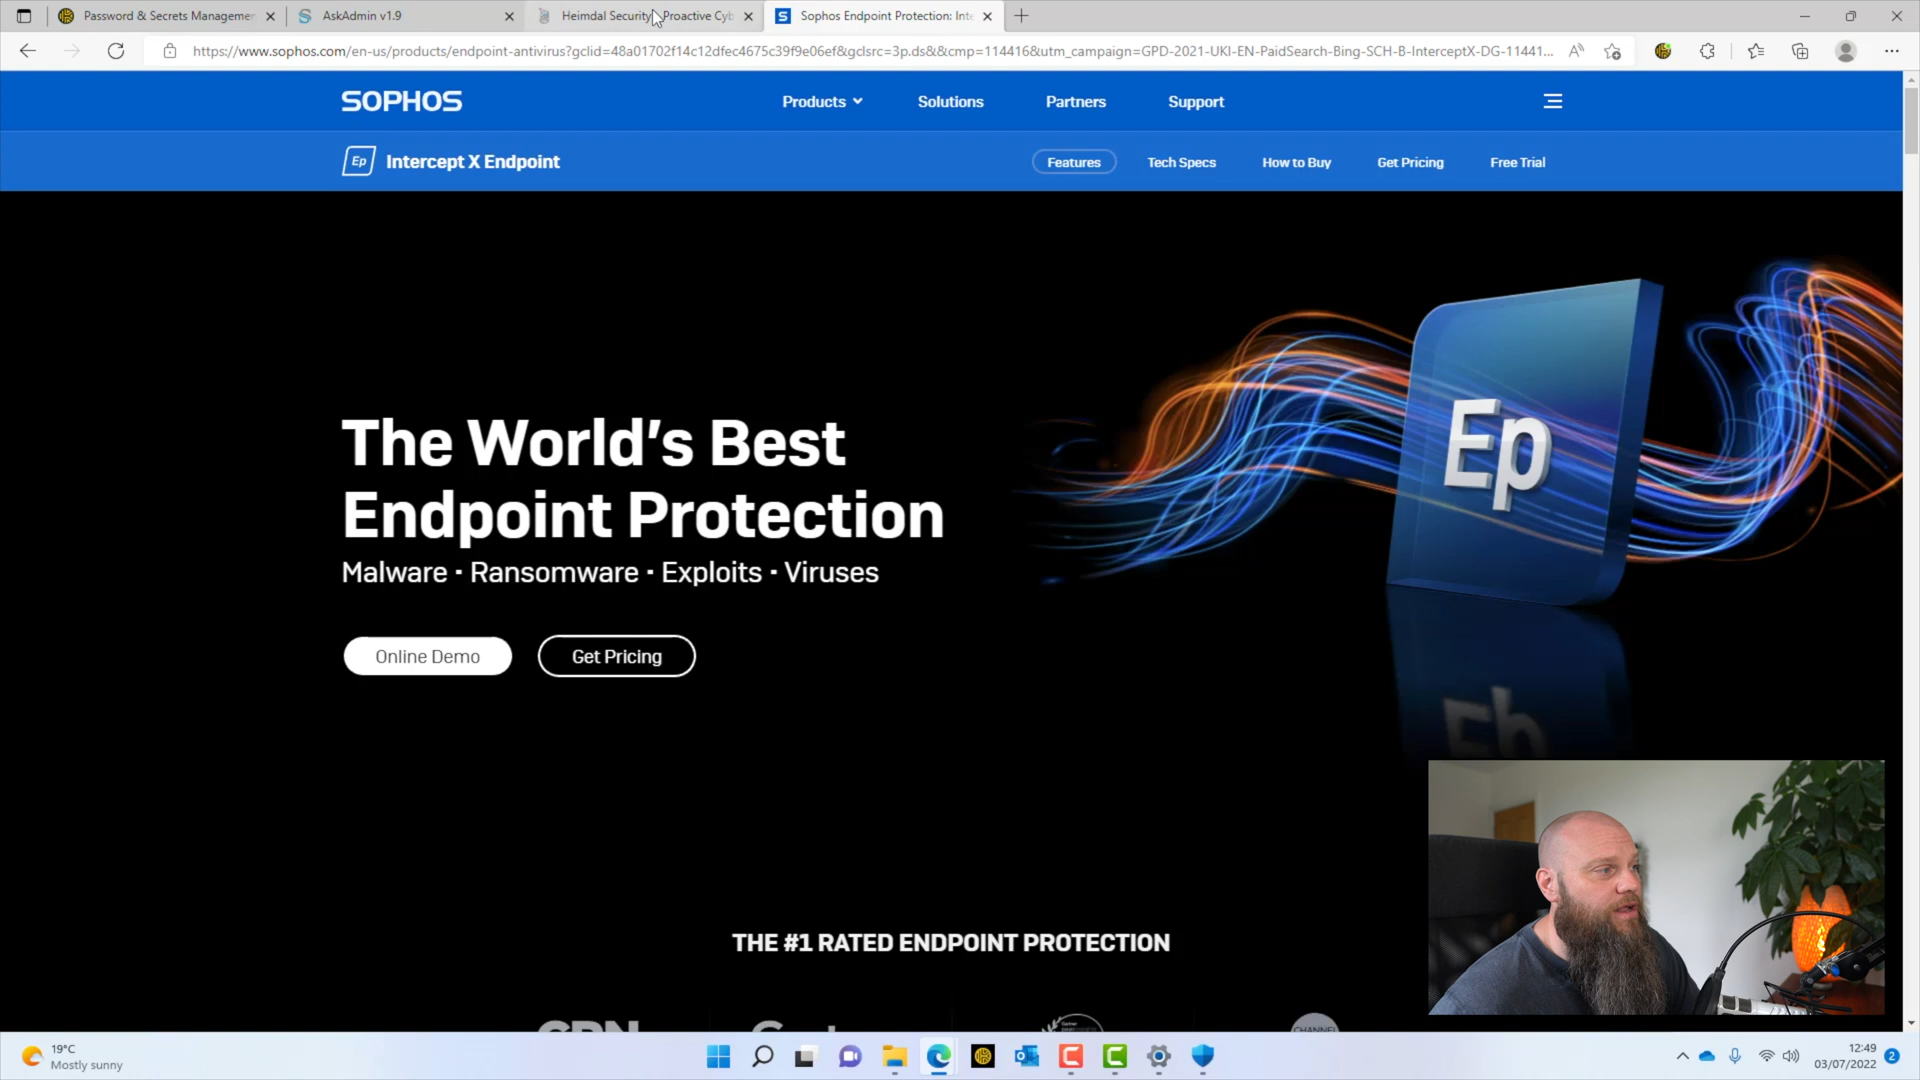 Password & Secrets Managemen
AskAdmin v1.9
Heimdal Security - Proactive Cyb
S
Sophos Endpoint Protection: Inte
https://www.sophos.com/en-us/products/endpoint-antivirus?gclid=48a01702f14c12dfec4675c39f9e06ef&gclsrc=3p.ds&&cmp=114416&utm_campaign=GPD-2021-UKI-EN-PaidSearch-Bing-SCH-B-InterceptX-DG-11441...
SOPHOS
Products
Solutions
Partners
Support
Ep
Intercept X Endpoint
Features
Tech Specs
How to Buy
Get Pricing
Free Trial
The World's Best
Endpoint Protection
Malware · Ransomware · Exploits · Viruses
Online Demo
Get Pricing
Ep
THE #1 RATED ENDPOINT PROTECTION
CHANNEL
19°C
Mostly sunny
12:49
03/07/2022
2